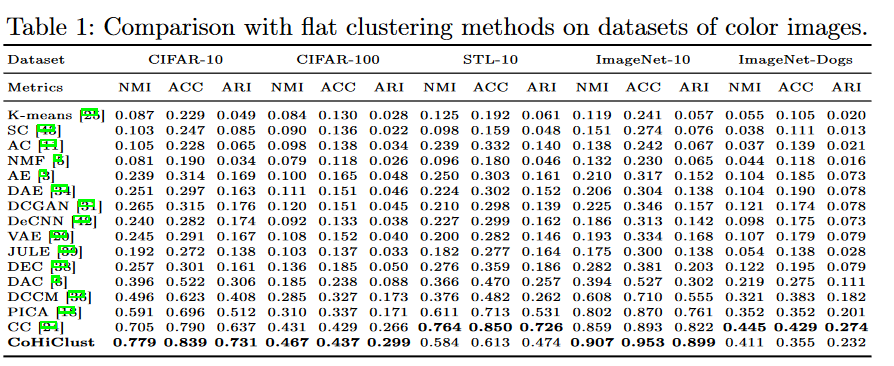 Table 1: Comparison with flat clustering methods on datasets of color images.
Dataset CIFAR-10 CIFAR-100 STL-10 ImageNet-10 ImageNet-Dogs
Metrics NMI ACC ARI NMI ACC ARI NMI ACC ARI NMI ACC ARI NMI ACC ARI
K-means 0.087 0.229 0.049 0.084 0.130 0.028 0.125 0.192 0.061 0.119 0.241 0.057 0.055 0.105 0.020
SC 0.103 0.247 0.085 0.090 0.136 0.022 0.098 0.159 0.048 0.151 0.274 0.076 0.038 0.111 0.013
AC 0.105 0.228 0.065 0.098 0.138 0.034 0.239 0.332 0.140 0.138 0.242 0.067 0.037 0.139 0.021
NMF 0.081 0.190 0.034 0.079 0.118 0.026 0.096 0.180 0.046 0.132 0.230 0.065 0.044 0.118 0.016
AE 0.239 0.314 0.169 0.100 0.165 0.048 0.250 0.303 0.161 0.210 0.317 0.152 0.104 0.185 0.073
DAE 0.251 0.297 0.163 0.111 0.151 0.046 0.224 0.302 0.152 0.206 0.304 0.138 0.104 0.190 0.078
DCGAN 0.265 0.315 0.176 0.120 0.151 0.045 0.210 0.298 0.139 0.225 0.346 0.157 0.121 0.174 0.078
DeCNN 0.240 0.282 0.174 0.092 0.133 0.038 0.227 0.299 0.162 0.186 0.313 0.142 0.098 0.175 0.073
VAE 0.245 0.291 0.167 0.108 0.152 0.040 0.200 0.282 0.146 0.193 0.334 0.168 0.107 0.179 0.079
JULE 0.192 0.272 0.138 0.103 0.137 0.033 0.182 0.277 0.164 0.175 0.300 0.138 0.054 0.138 0.028
DEC 0.257 0.301 0.161 0.136 0.185 0.050 0.276 0.359 0.186 0.282 0.381 0.203 0.122 0.195 0.079
DAC 0.396 0.522 0.306 0.185 0.238 0.088 0.366 0.470 0.257 0.394 0.527 0.302 0.219 0.275 0.111
DCCM 0.496 0.623 0.408 0.285 0.327 0.173 0.376 0.482 0.262 0.608 0.710 0.555 0.321 0.383 0.182
PICA 0.591 0.696 0.512 0.310 0.337 0.171 0.611 0.713 0.531 0.802 0.870 0.761 0.352 0.352 0.201
CC 0.705 0.790 0.637 0.431 0.429 0.266 0.764 0.850 0.726 0.859 0.893 0.822 0.445 0.429 0.274
CoHiClust 0.779 0.839 0.731 0.467 0.437 0.299 0.584 0.613 0.474 0.907 0.953 0.899 0.411 0.355 0.232